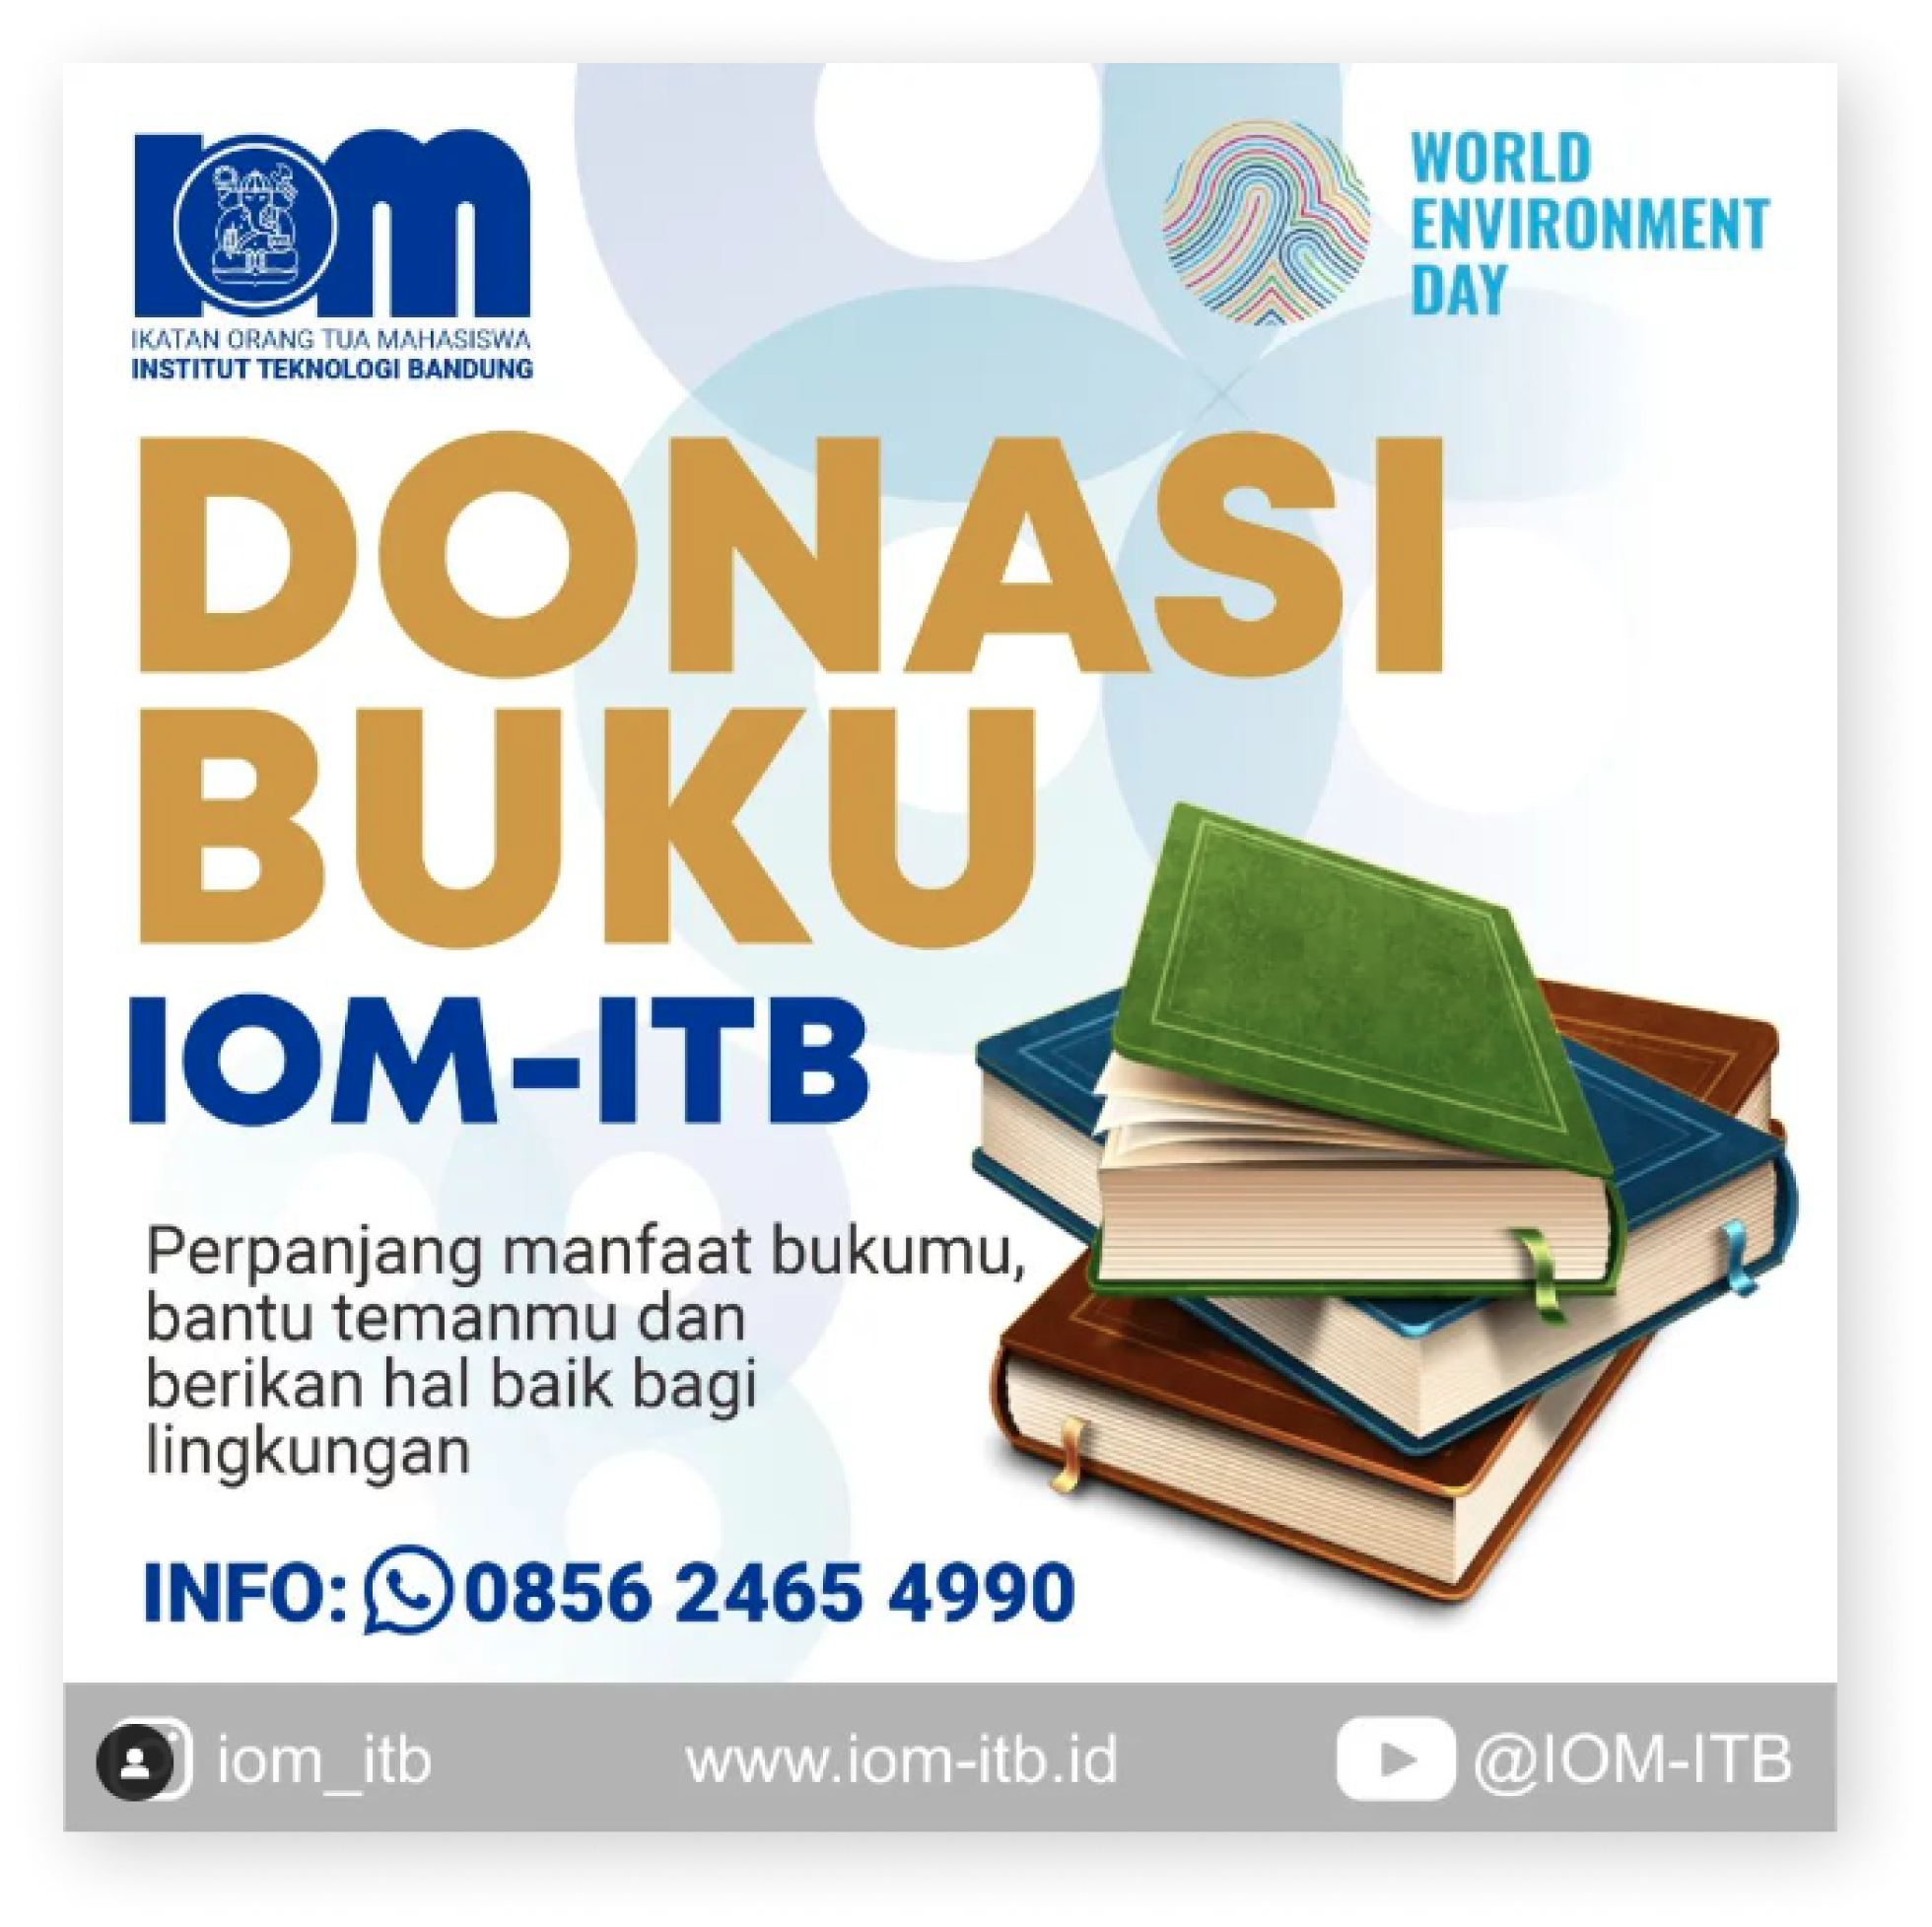 iom
IKATAN ORANG TUA MAHASISWA
INSTITUT TEKNOLOGI BANDUNG
WORLD
ENVIRONMENT
DAY
DONASI
BUKU
IOM-ITB
Perpanjang manfaat bukumu,
bantu temanmu dan
berikan hal baik bagi
lingkungan
INFO: 0856 2465 4990
iom_itb www.iom-itb.id @IOM-ITB